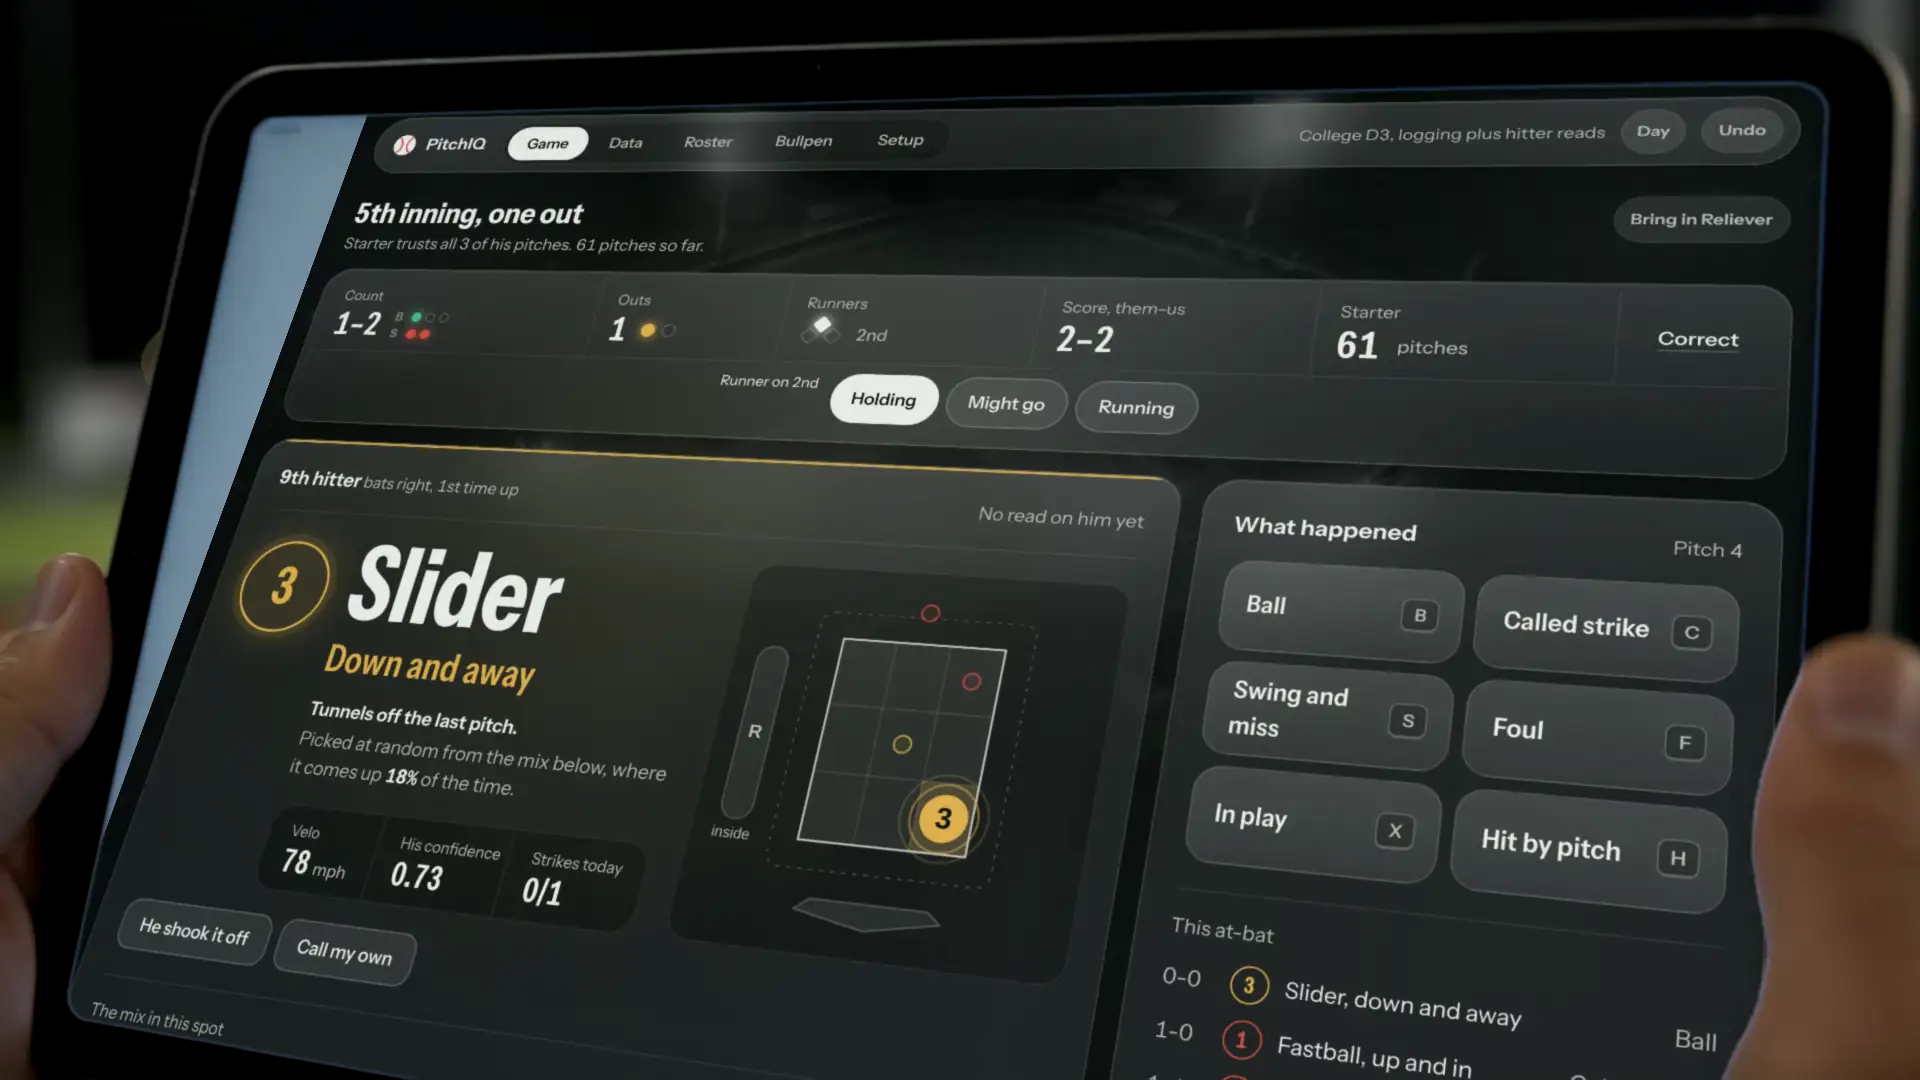 PitchIQ Game Data Roster Bullpen Setup College D3, logging plus hitter reads Day Undo
5th inning, one out
Starter trusts all 3 of his pitches. 61 pitches so far.
Bring in Reliever
Count
1-2 B S
Outs
1
Runners
2nd
Score, them–us
2–2
Starter
61 pitches
Correct
Runner on 2nd Holding Might go Running
9th hitter bats right, 1st time up
No read on him yet
3 Slider
Down and away
Tunnels off the last pitch.
Picked at random from the mix below, where
it comes up 18% of the time.
Velo
78 mph
His confidence
0.73
Strikes today
0/1
He shook it off Call my own
The mix in this spot
R
inside
3
What happened
Pitch 4
Ball B
Called strike C
Swing and
miss S
Foul F
In play X
Hit by pitch H
This at-bat
0-0 3 Slider, down and away Ball
1-0 1 Fastball, up and in